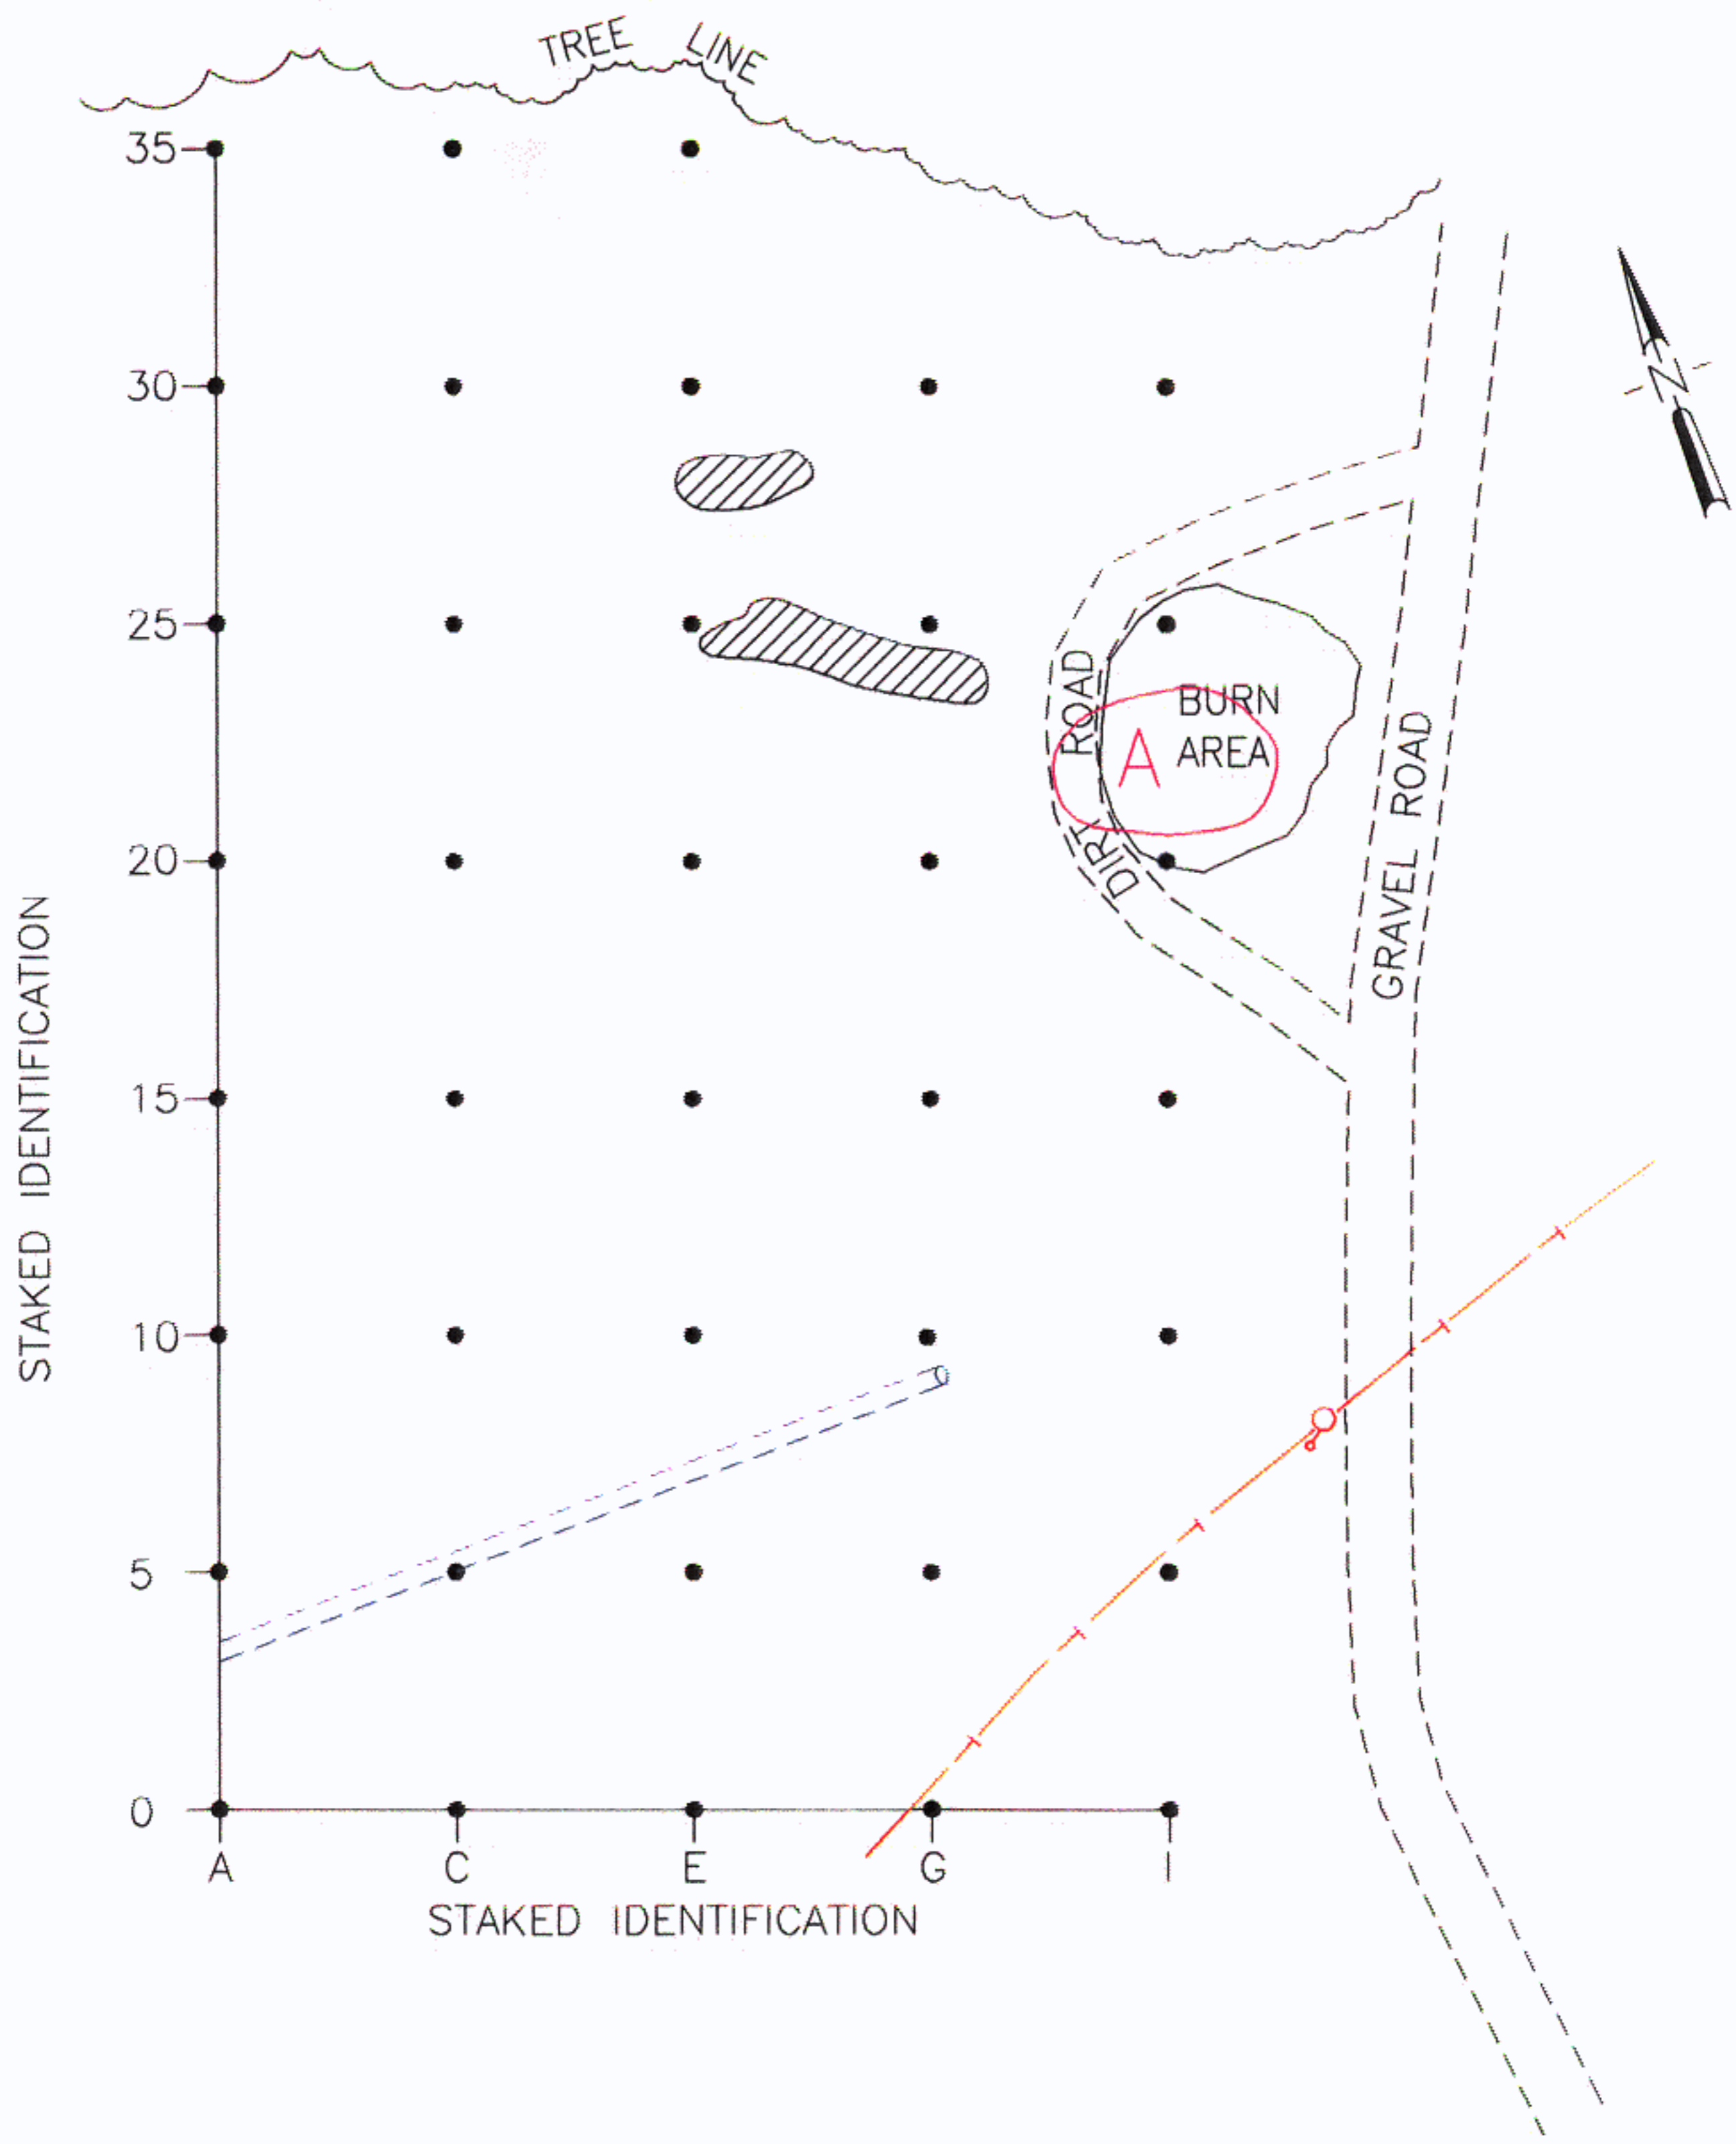 TREE LINE
35
30
N
25
ROAD
BURN
AREA
A
DIRT
GRAVEL ROAD
20
STAKED IDENTIFICATION
15
10
5
0
A C E G I
STAKED IDENTIFICATION